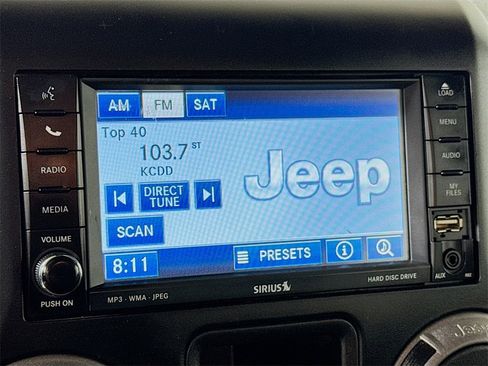 LOAD
AM FM SAT
MENU
Top 40
103.7 ST
KCDD
RADIO
AUDIO
Jeep
DIRECT
TUNE
MY
FILES
MEDIA
SCAN
VOLUME
8:11
PRESETS
AUX
PUSH ON
MP3 · WMA · JPEG
SIRIUS
HARD DISC DRIVE
Jeep